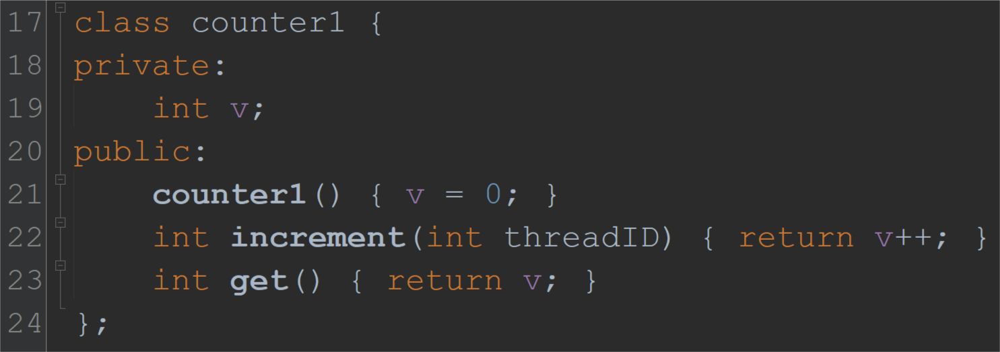 17 class counter1 {
18 private:
19     int v;
20 public:
21     counter1() { v = 0; }
22     int increment(int threadID) { return v++; }
23     int get() { return v; }
24 };